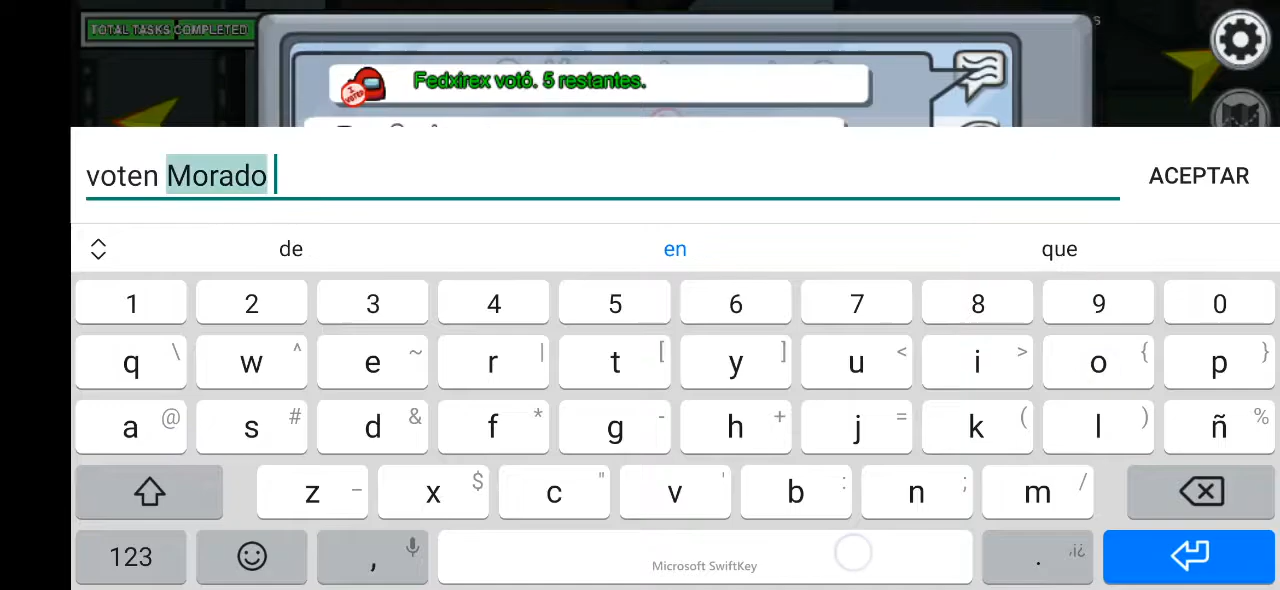 TOTAL TASKS COMPLETED
s
I VOTED
Fedxirex votó. 5 restantes.
voten Morado
ACEPTAR
de en que
1 2 3 4 5 6 7 8 9 0
q \ w ^ e ~ r | t [ y ] u < i > o { p }
a @ s # d & f * g - h + j = k ( l ) ñ %
z _ x $ c " v ' b : n ; m /
123 , Microsoft SwiftKey . ,i¿